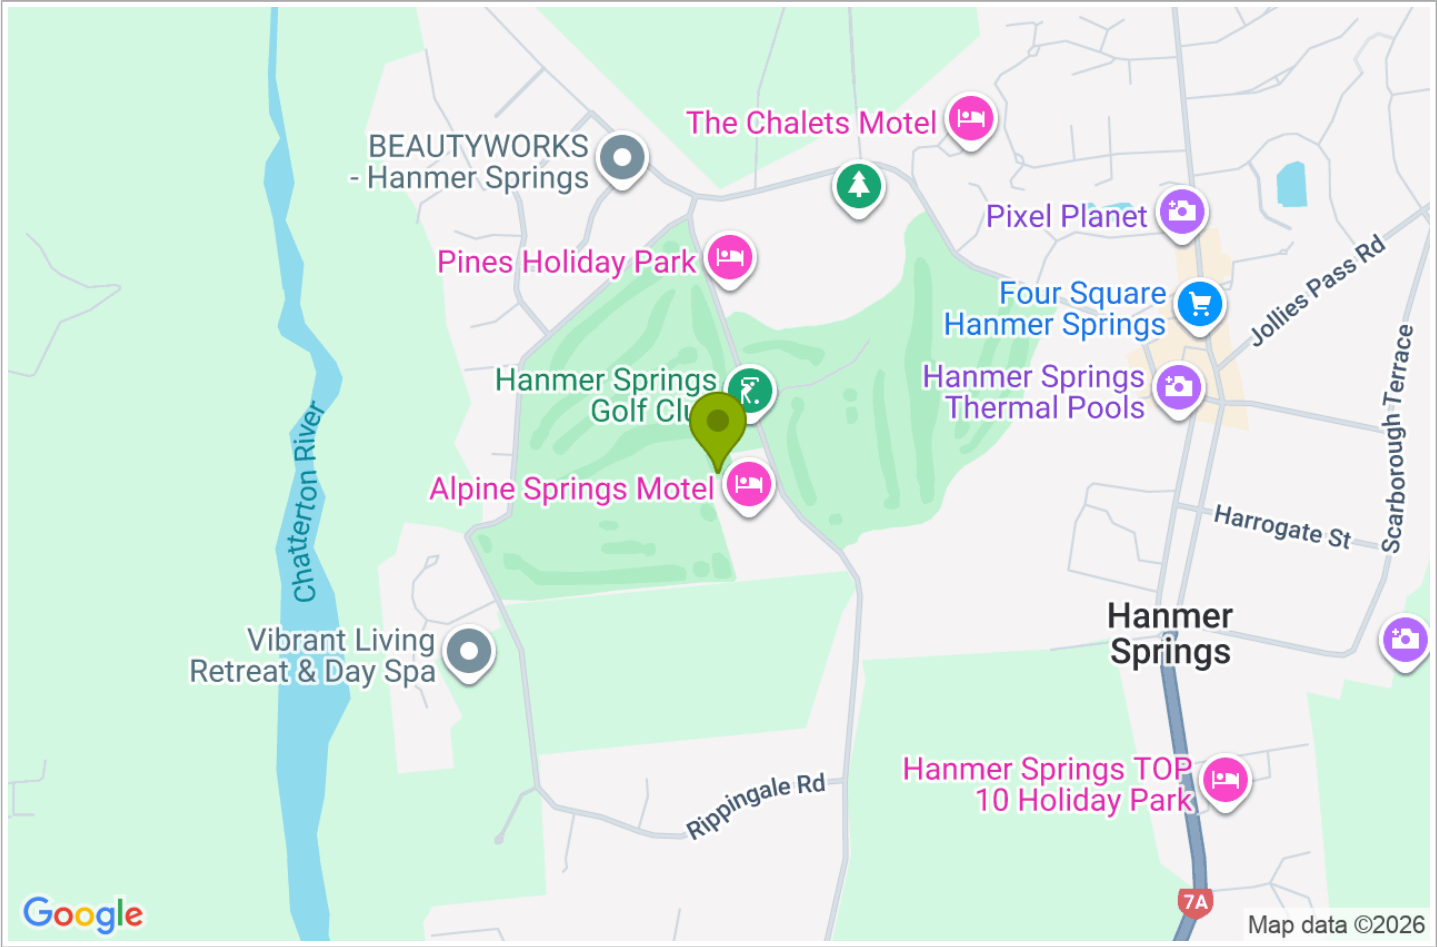 The Chalets Motel
BEAUTYWORKS
- Hanmer Springs
Pixel Planet
Pines Holiday Park
Jollies Pass Rd
Four Square
Hanmer Springs
Hanmer Springs
Golf Clu
Hanmer Springs
Thermal Pools
Scarborough Terrace
Chatterton River
Alpine Springs Motel
Harrogate St
Hanmer
Springs
Vibrant Living
Retreat & Day Spa
Hanmer Springs TOP
10 Holiday Park
Rippingale Rd
7A
Google
Map data ©2026